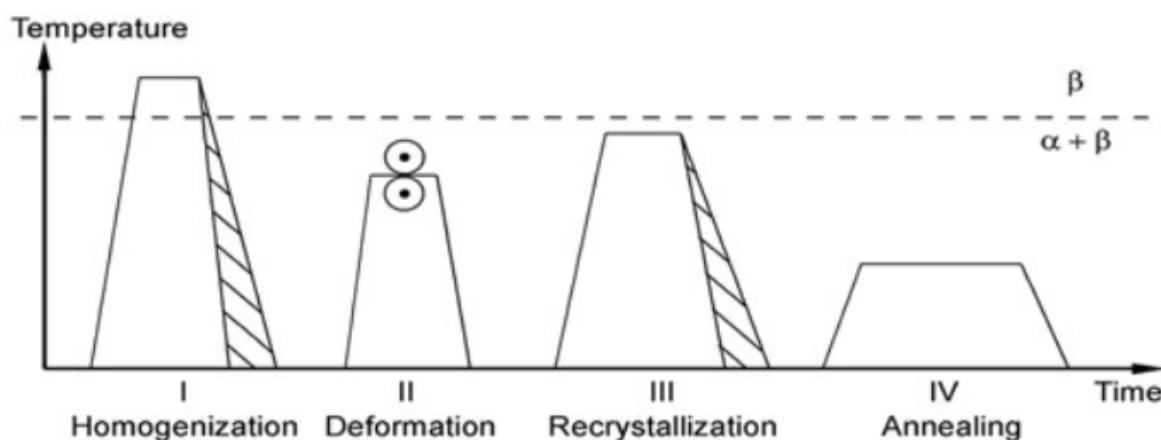 Temperature
β
α + β
I II III IV Time
Homogenization Deformation Recrystallization Annealing